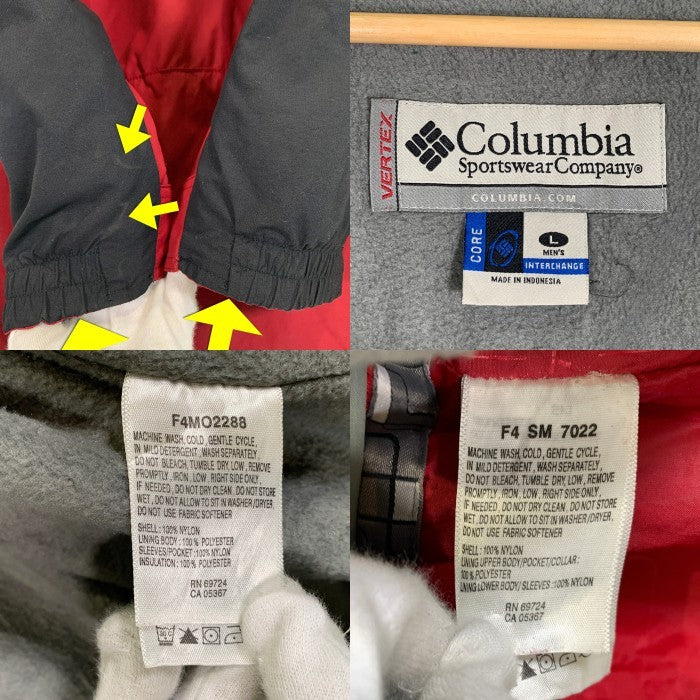 VERTEX
Columbia
SportswearCompany®
COLUMBIA.COM
CORE
L
MEN'S
INTERCHANGE
MADE IN INDONESIA
F4MO2288
MACHINE WASH, COLD, GENTLE CYCLE,
IN MILD DETERGENT, WASH SEPARATELY,
DO NOT BLEACH, TUMBLE DRY, LOW, REMOVE
PROMPTLY, IRON, LOW, RIGHT SIDE ONLY,
IF NEEDED, DO NOT DRY CLEAN. DO NOT STORE
WET, DO NOT ALLOW TO SIT IN WASHER/DRYER
DO NOT USE FABRIC SOFTENER
SHELL: 100% NYLON
LINING BODY: 100% POLYESTER
SLEEVES/POCKET: 100% NYLON
INSULATION: 100% POLYESTER
RN 69724
CA 05367
F4 SM 7022
MACHINE WASH, COLD, GENTLE CYCLE,
IN MILD DETERGENT, WASH SEPARATELY,
DO NOT BLEACH, TUMBLE DRY, LOW, REMOVE
PROMPTLY, IRON, LOW, RIGHT SIDE ONLY,
IF NEEDED, DO NOT DRY CLEAN. DO NOT STORE
WET, DO NOT ALLOW TO SIT IN WASHER/DRYER,
DO NOT USE FABRIC SOFTENER
SHELL: 100% NYLON
LINING UPPER BODY/POCKET/COLLAR:
100% POLYESTER
LINING LOWER BODY/SLEEVES: 100% NYLON
RN 69724
CA 05367